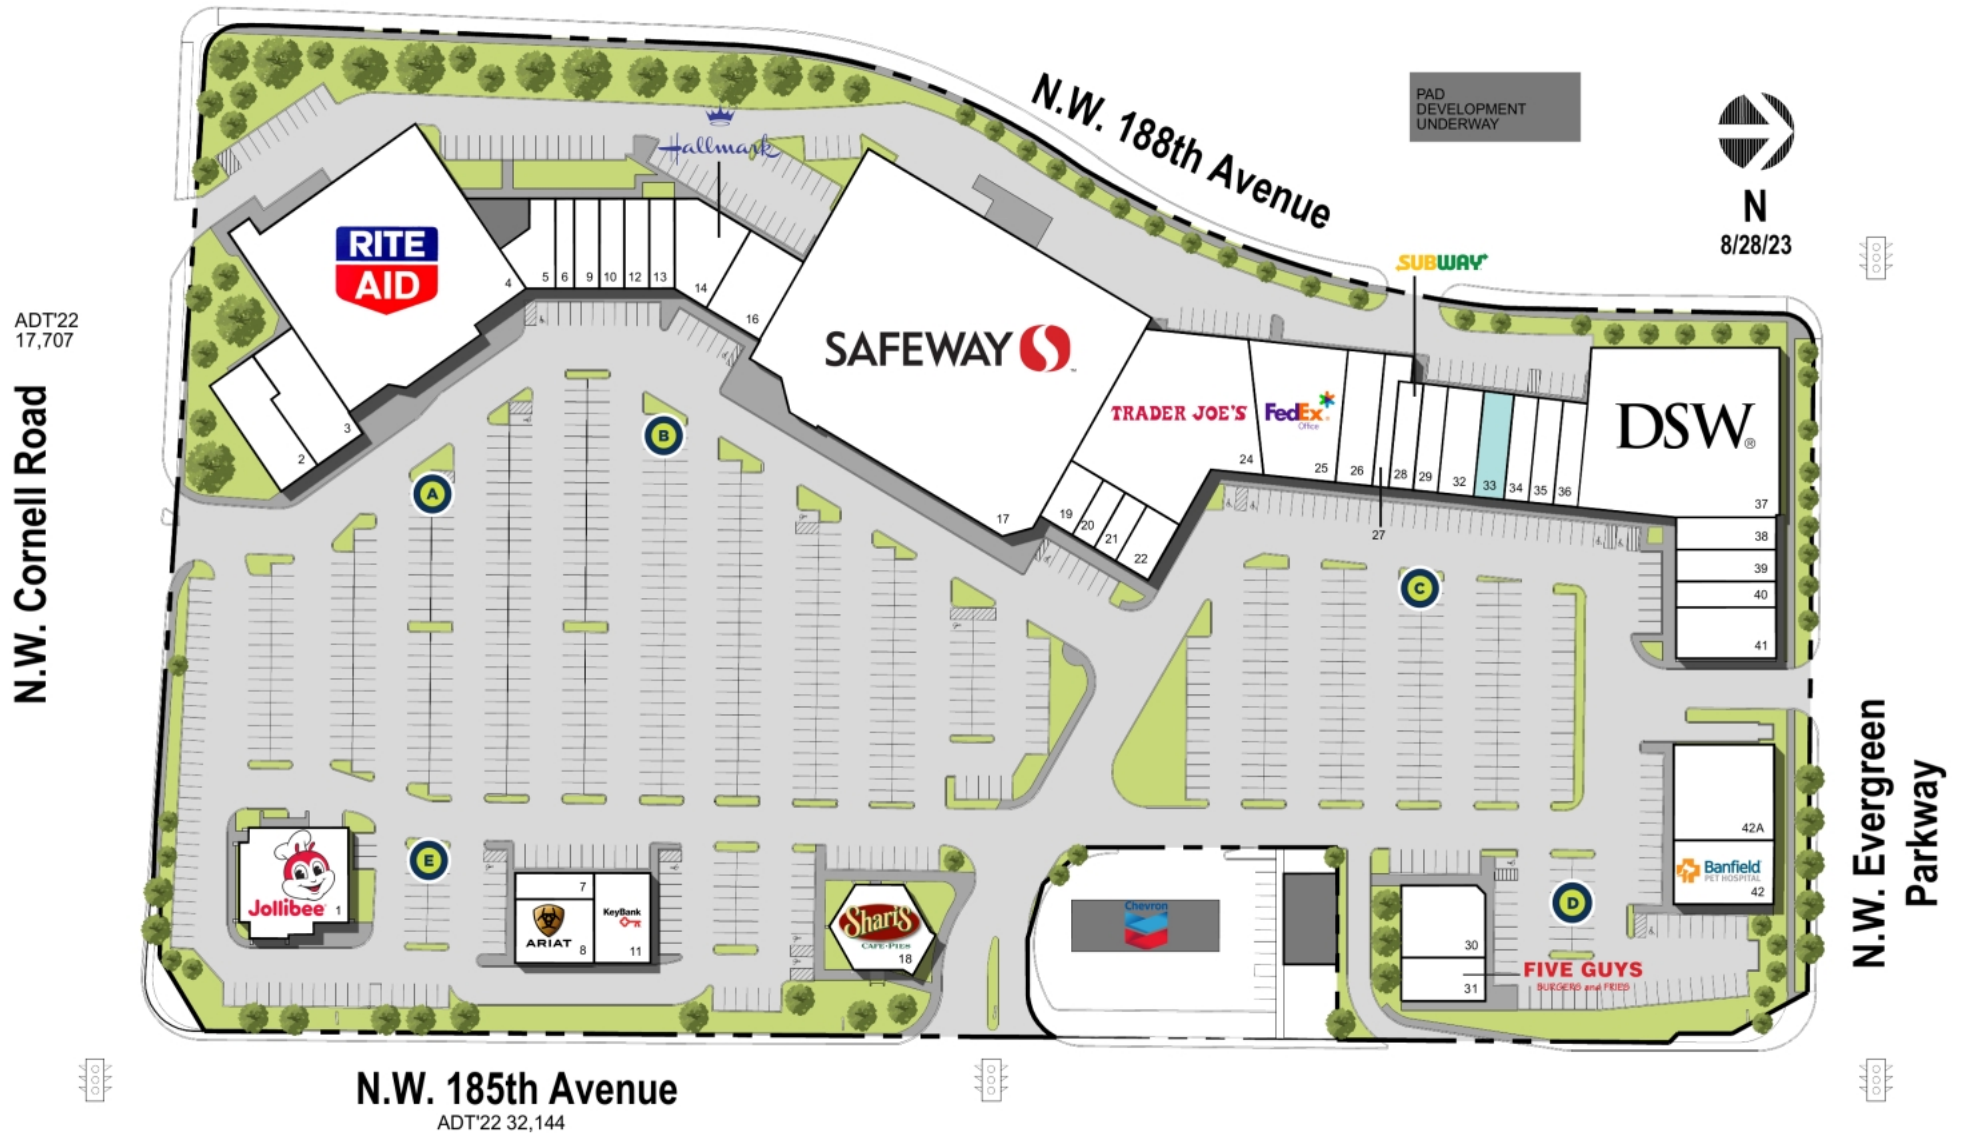 N.W. 188th Avenue
PAD
DEVELOPMENT
UNDERWAY
N
8/28/23
ADT'22
17,707
N.W. Cornell Road
Hallmark
RITE
AID
4
5
6
9
10
12
13
14
16
3
2
SAFEWAY
17
SUBWAY
TRADER JOE'S
24
FedEx
Office
25
26
27
28
29
32
33
34
35
36
DSW
37
38
39
40
41
19
20
21
22
A
B
C
D
E
Jollibee
1
7
ARIAT
8
KeyBank
11
Shari's
CAFE·PIES
18
Chevron
30
31
FIVE GUYS
BURGERS and FRIES
42A
Banfield
PET HOSPITAL
42
N.W. Evergreen
Parkway
N.W. 185th Avenue
ADT'22 32,144